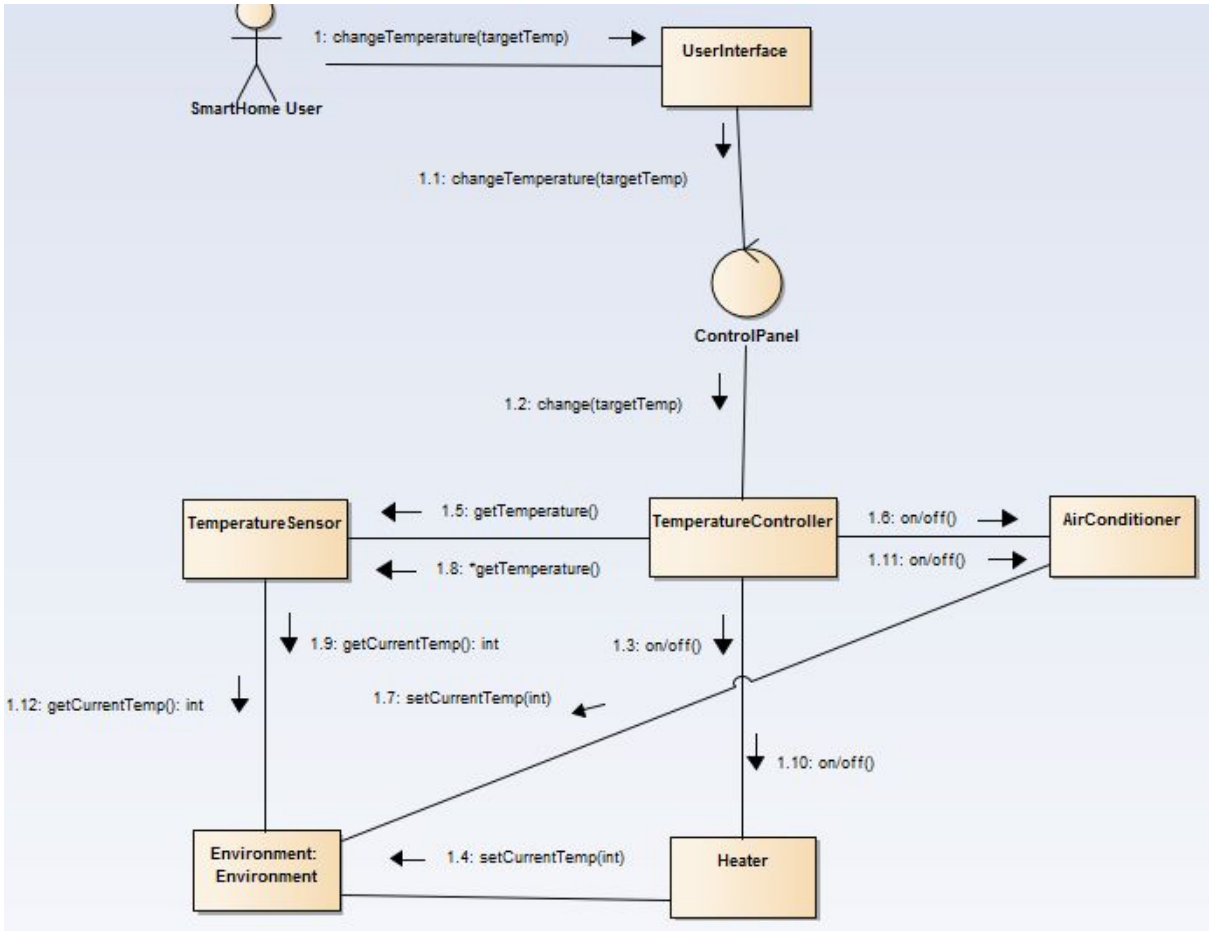 1: changeTemperature(targetTemp)
UserInterface
SmartHome User
1.1: changeTemperature(targetTemp)
ControlPanel
1.2: change(targetTemp)
TemperatureSensor
1.5: getTemperature()
TemperatureController
1.6: on/off()
AirConditioner
1.8: *getTemperature()
1.11: on/off()
1.9: getCurrentTemp(): int
1.3: on/off()
1.12: getCurrentTemp(): int
1.7: setCurrentTemp(int)
1.10: on/off()
Environment:
Environment
1.4: setCurrentTemp(int)
Heater